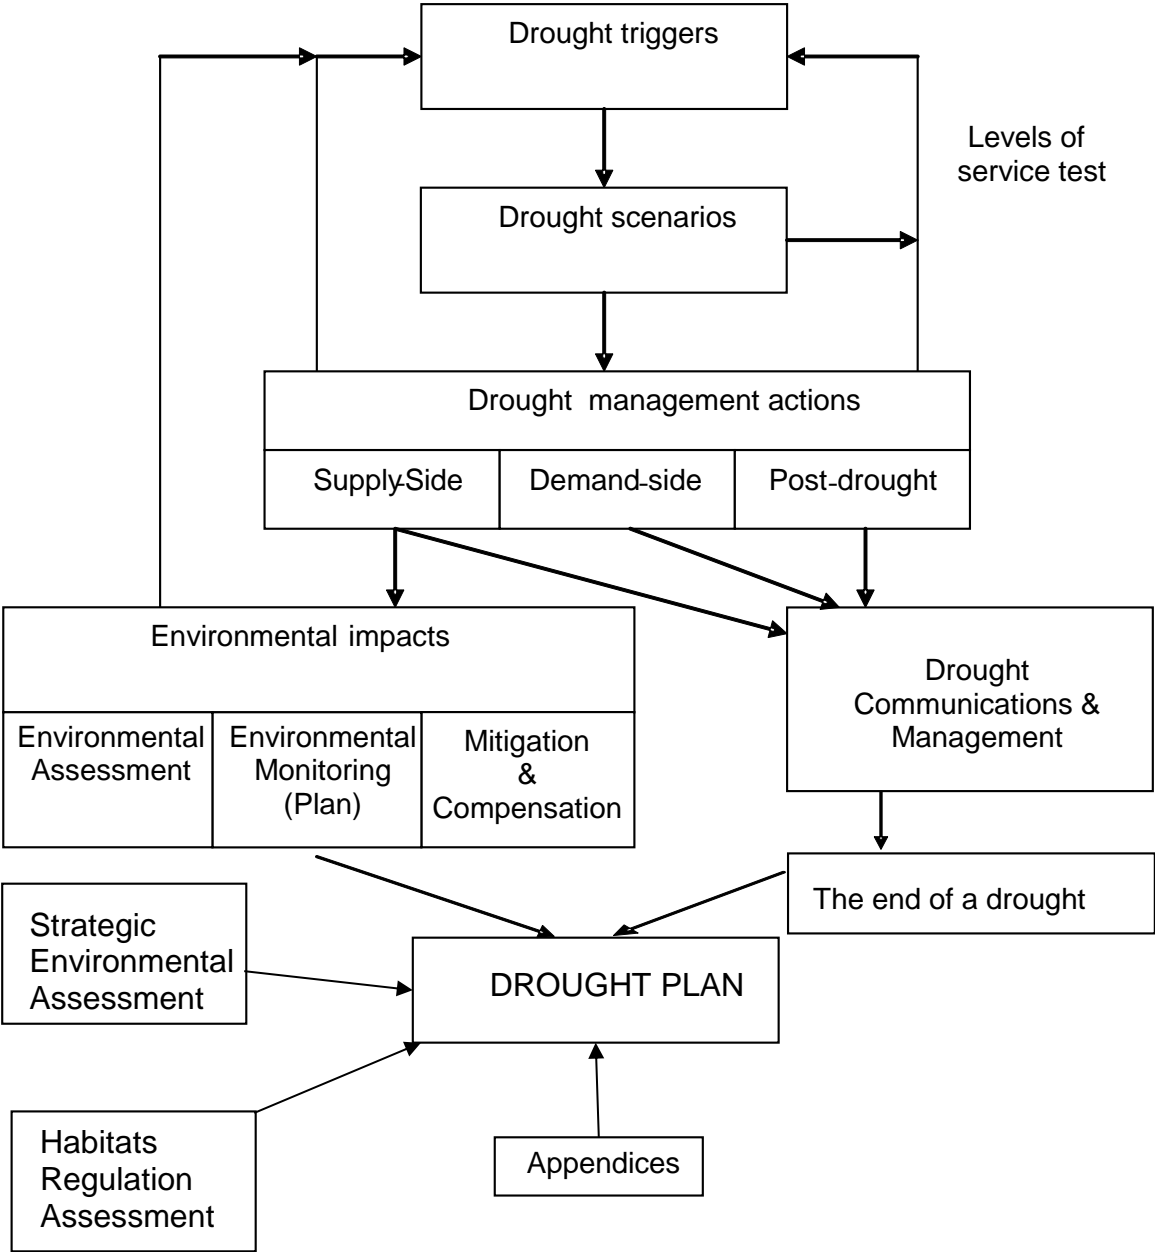 Drought triggers
Levels of
service test
Drought scenarios
Drought management actions
Supply-Side
Demand-side
Post-drought
Environmental impacts
Environmental
Assessment
Environmental
Monitoring
(Plan)
Mitigation
&
Compensation
Drought
Communications &
Management
The end of a drought
Strategic
Environmental
Assessment
DROUGHT PLAN
Habitats
Regulation
Assessment
Appendices